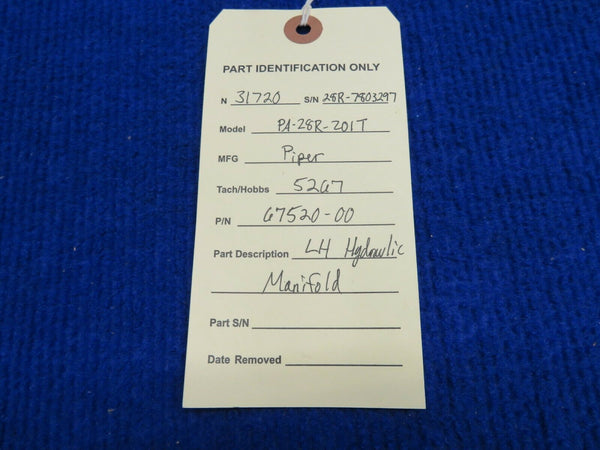 PART IDENTIFICATION ONLY
N 31720 S/N 28R-7803297
Model PA-28R-201T
MFG Piper
Tach/Hobbs 5267
P/N 67520-00
Part Description LH Hydraulic
Manifold
Part S/N
Date Removed